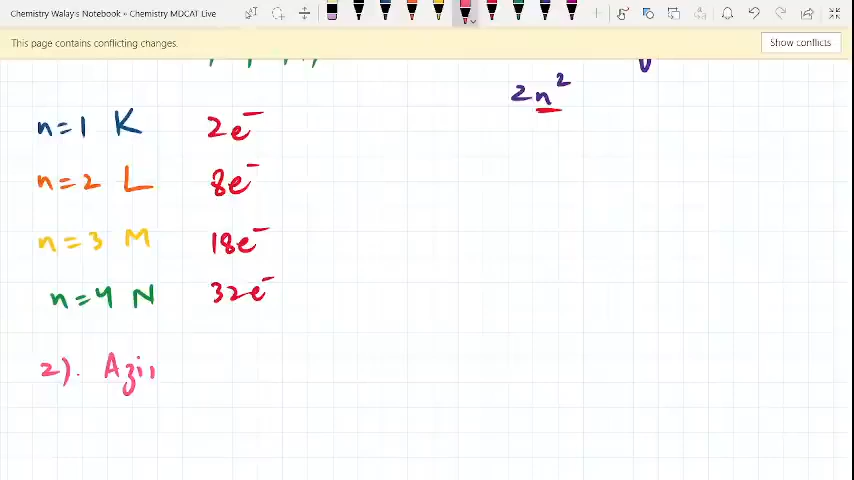 Chemistry Walay's Notebook » Chemistry MDCAT Live
This page contains conflicting changes.
Show conflicts
2n²
n=1 K 2e⁻
n=2 L 8e⁻
n=3 M 18e⁻
n=4 N 32e⁻
2). Azi